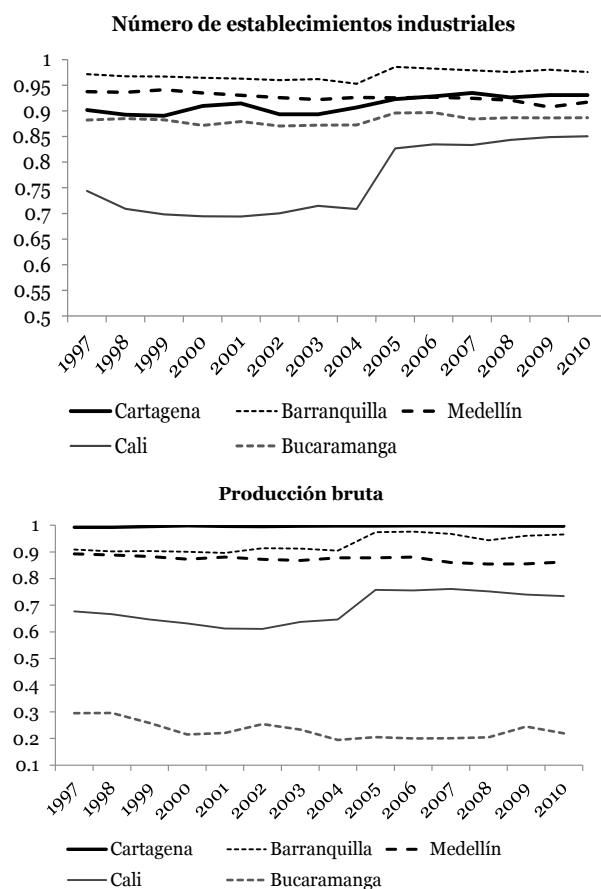 Número de establecimientos industriales
1
0.95
0.9
0.85
0.8
0.75
0.7
0.65
0.6
0.55
0.5
1997 1998 1999 2000 2001 2002 2003 2004 2005 2006 2007 2008 2009 2010
Cartagena Barranquilla Medellín
Cali Bucaramanga
Producción bruta
1
0.9
0.8
0.7
0.6
0.5
0.4
0.3
0.2
0.1
1997 1998 1999 2000 2001 2002 2003 2004 2005 2006 2007 2008 2009 2010
Cartagena Barranquilla Medellín
Cali Bucaramanga